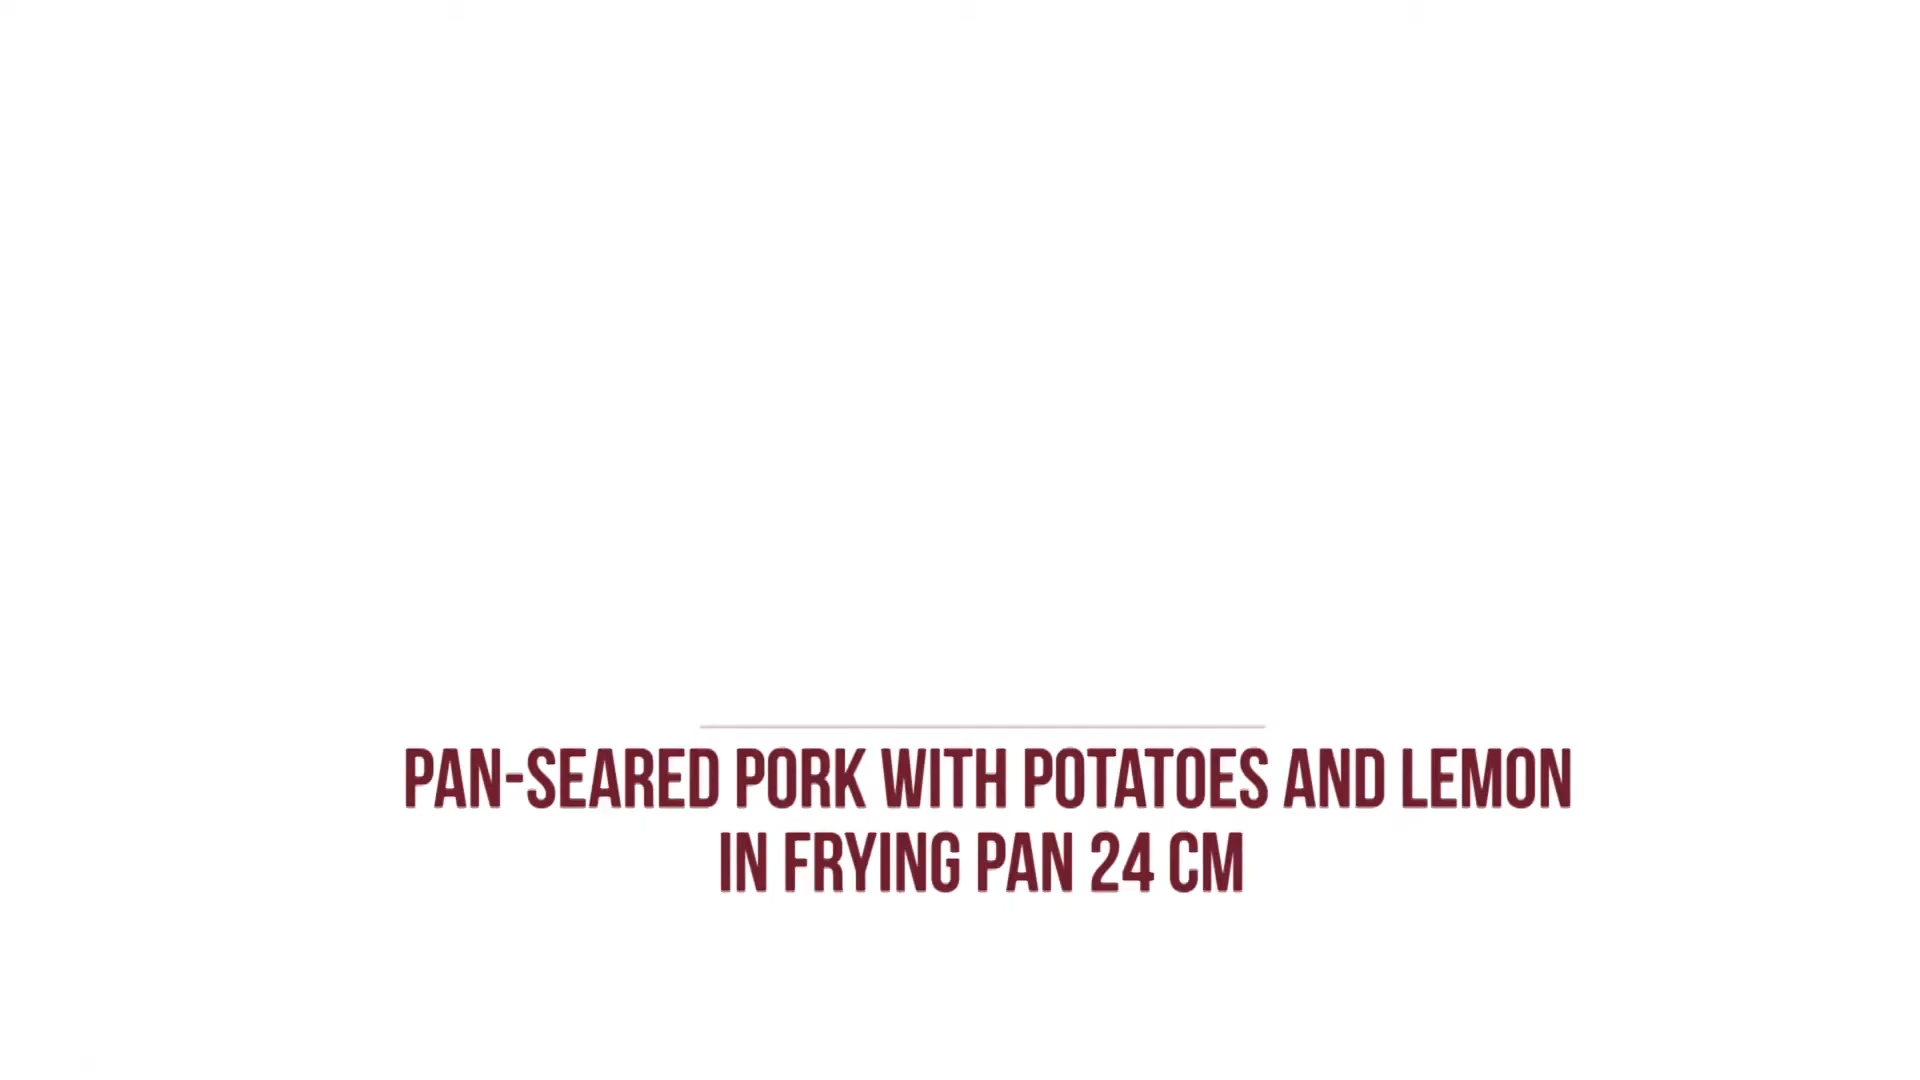 PAN-SEARED PORK WITH POTATOES AND LEMON
IN FRYING PAN 24 CM